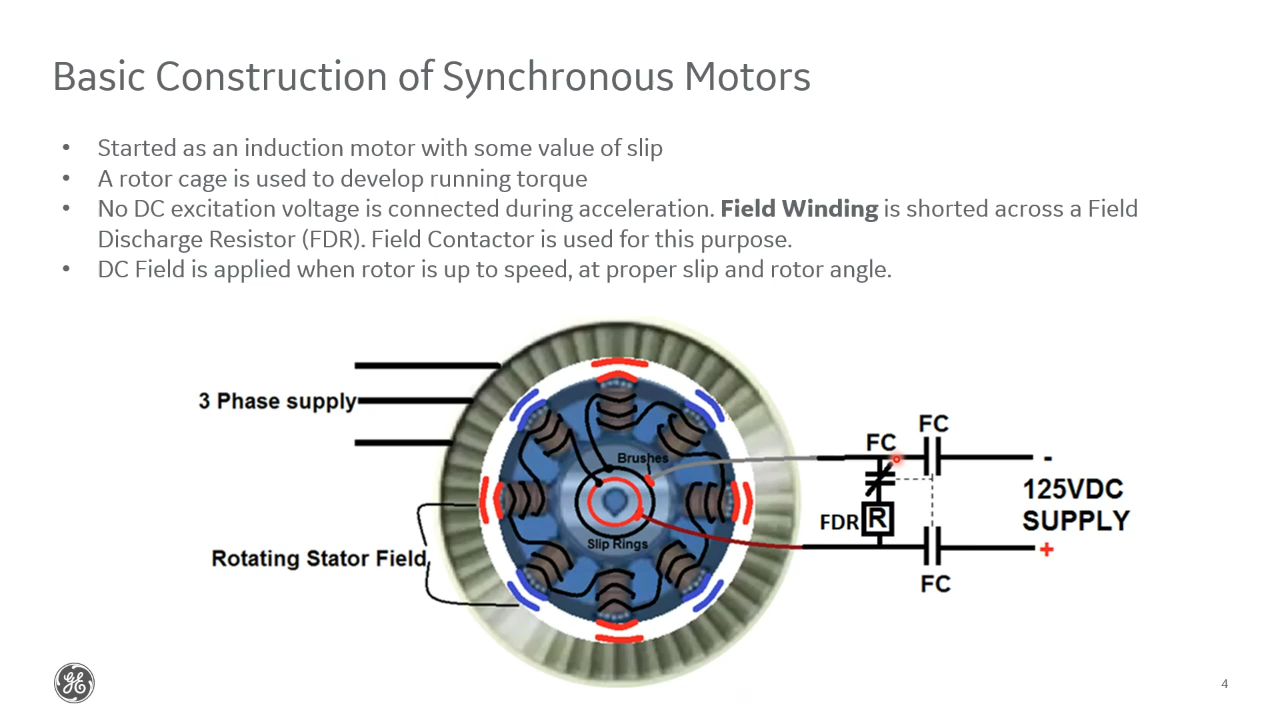 Basic Construction of Synchronous Motors
• Started as an induction motor with some value of slip
• A rotor cage is used to develop running torque
• No DC excitation voltage is connected during acceleration. Field Winding is shorted across a Field
Discharge Resistor (FDR). Field Contactor is used for this purpose.
• DC Field is applied when rotor is up to speed, at proper slip and rotor angle.
3 Phase supply
Rotating Stator Field
Brushes
Slip Rings
FC
FC
-
125VDC
SUPPLY
+
FDR
R
FC
GE
4